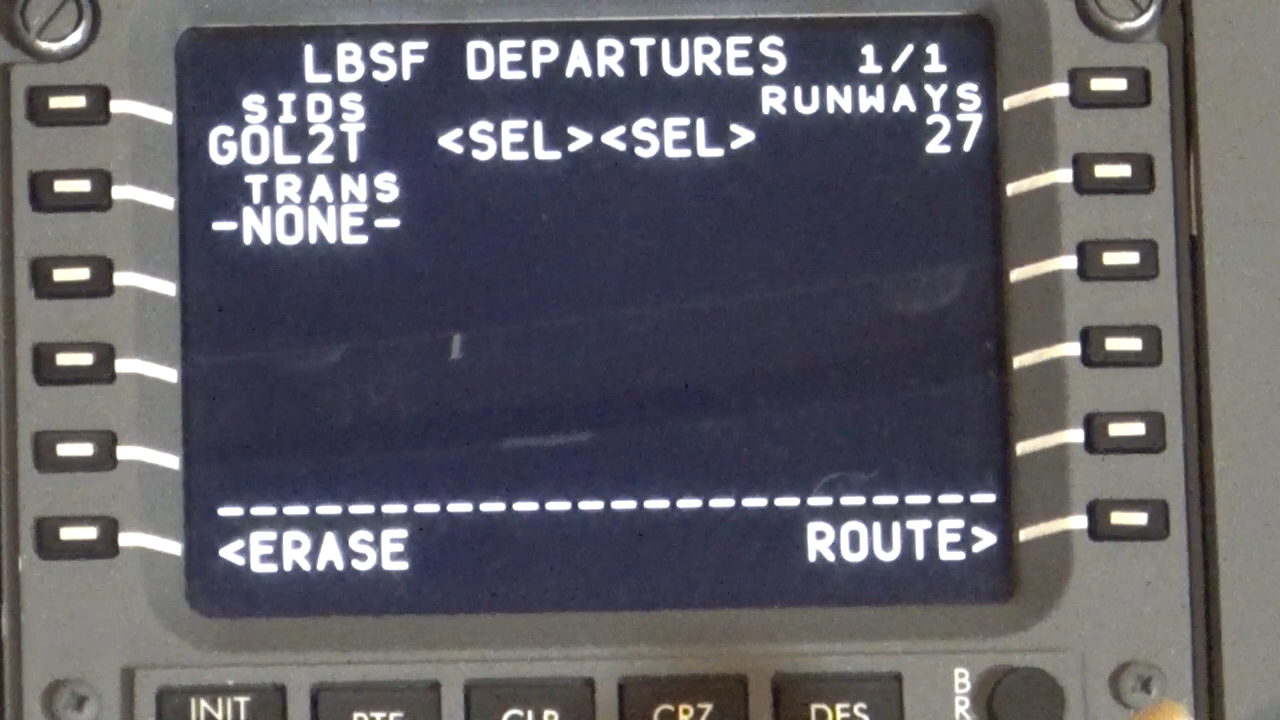 LBSF DEPARTURES 1/1
SIDS RUNWAYS
GOL2T <SEL><SEL> 27
TRANS
-NONE-
<ERASE ROUTE>
INIT RTE CLB CRZ DES BR